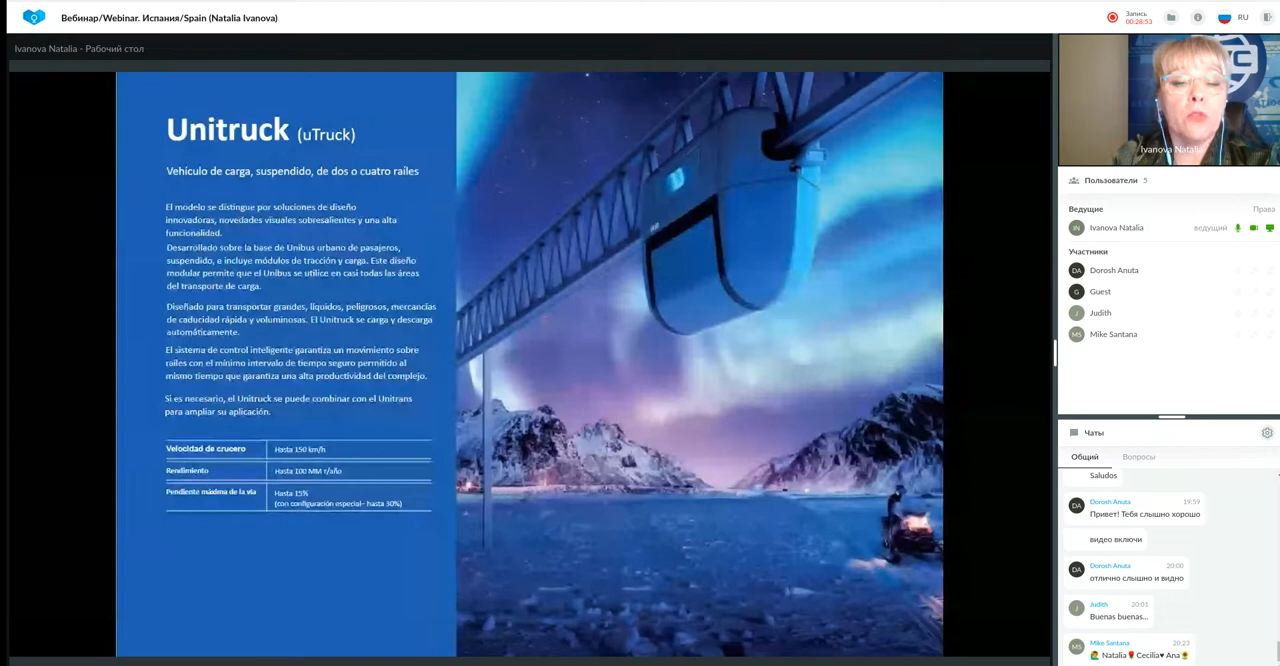 Вебинар/Webinar. Испания/Spain (Natalia Ivanova)
Запись
00:28:53
RU
Ivanova Natalia - Рабочий стол
Unitruck (uTruck)
Vehículo de carga, suspendido, de dos o cuatro raíles
El modelo se distingue por soluciones de diseño
innovadoras, novedades visuales sobresalientes y una alta
funcionalidad.
Desarrollado sobre la base de Unibus urbano de pasajeros,
suspendido, e incluye módulos de tracción y carga. Este diseño
modular permite que el Unibus se utilice en casi todas las áreas
del transporte de carga.
Diseñado para transportar grandes, líquidos, peligrosos, mercancías
de caducidad rápida y voluminosas. El Unitruck se carga y descarga
automáticamente.
El sistema de control inteligente garantiza un movimiento sobre
raíles con el mínimo intervalo de tiempo seguro permitido al
mismo tiempo que garantiza una alta productividad del complejo.
Si es necesario, el Unitruck se puede combinar con el Unitrans
para ampliar su aplicación.
Velocidad de crucero Hasta 150 km/h
Rendimiento Hasta 100 MM т/año
Pendiente máxima de la vía Hasta 15%
(con configuración especial– hasta 30%)
Ivanova Natalia
Пользователи 5
Ведущие Права
IN Ivanova Natalia ведущий
Участники
DA Dorosh Anuta
G Guest
J Judith
MS Mike Santana
Чаты
Общий Вопросы
Saludos
DA Dorosh Anuta 19:59
Привет! Тебя слышно хорошо
видео включи
DA Dorosh Anuta 20:00
отлично слышно и видно
J Judith 20:01
Buenas buenas...
MS Mike Santana 20:23
🙋‍♂️ Natalia🌹Cecilia♥ Ana🌻